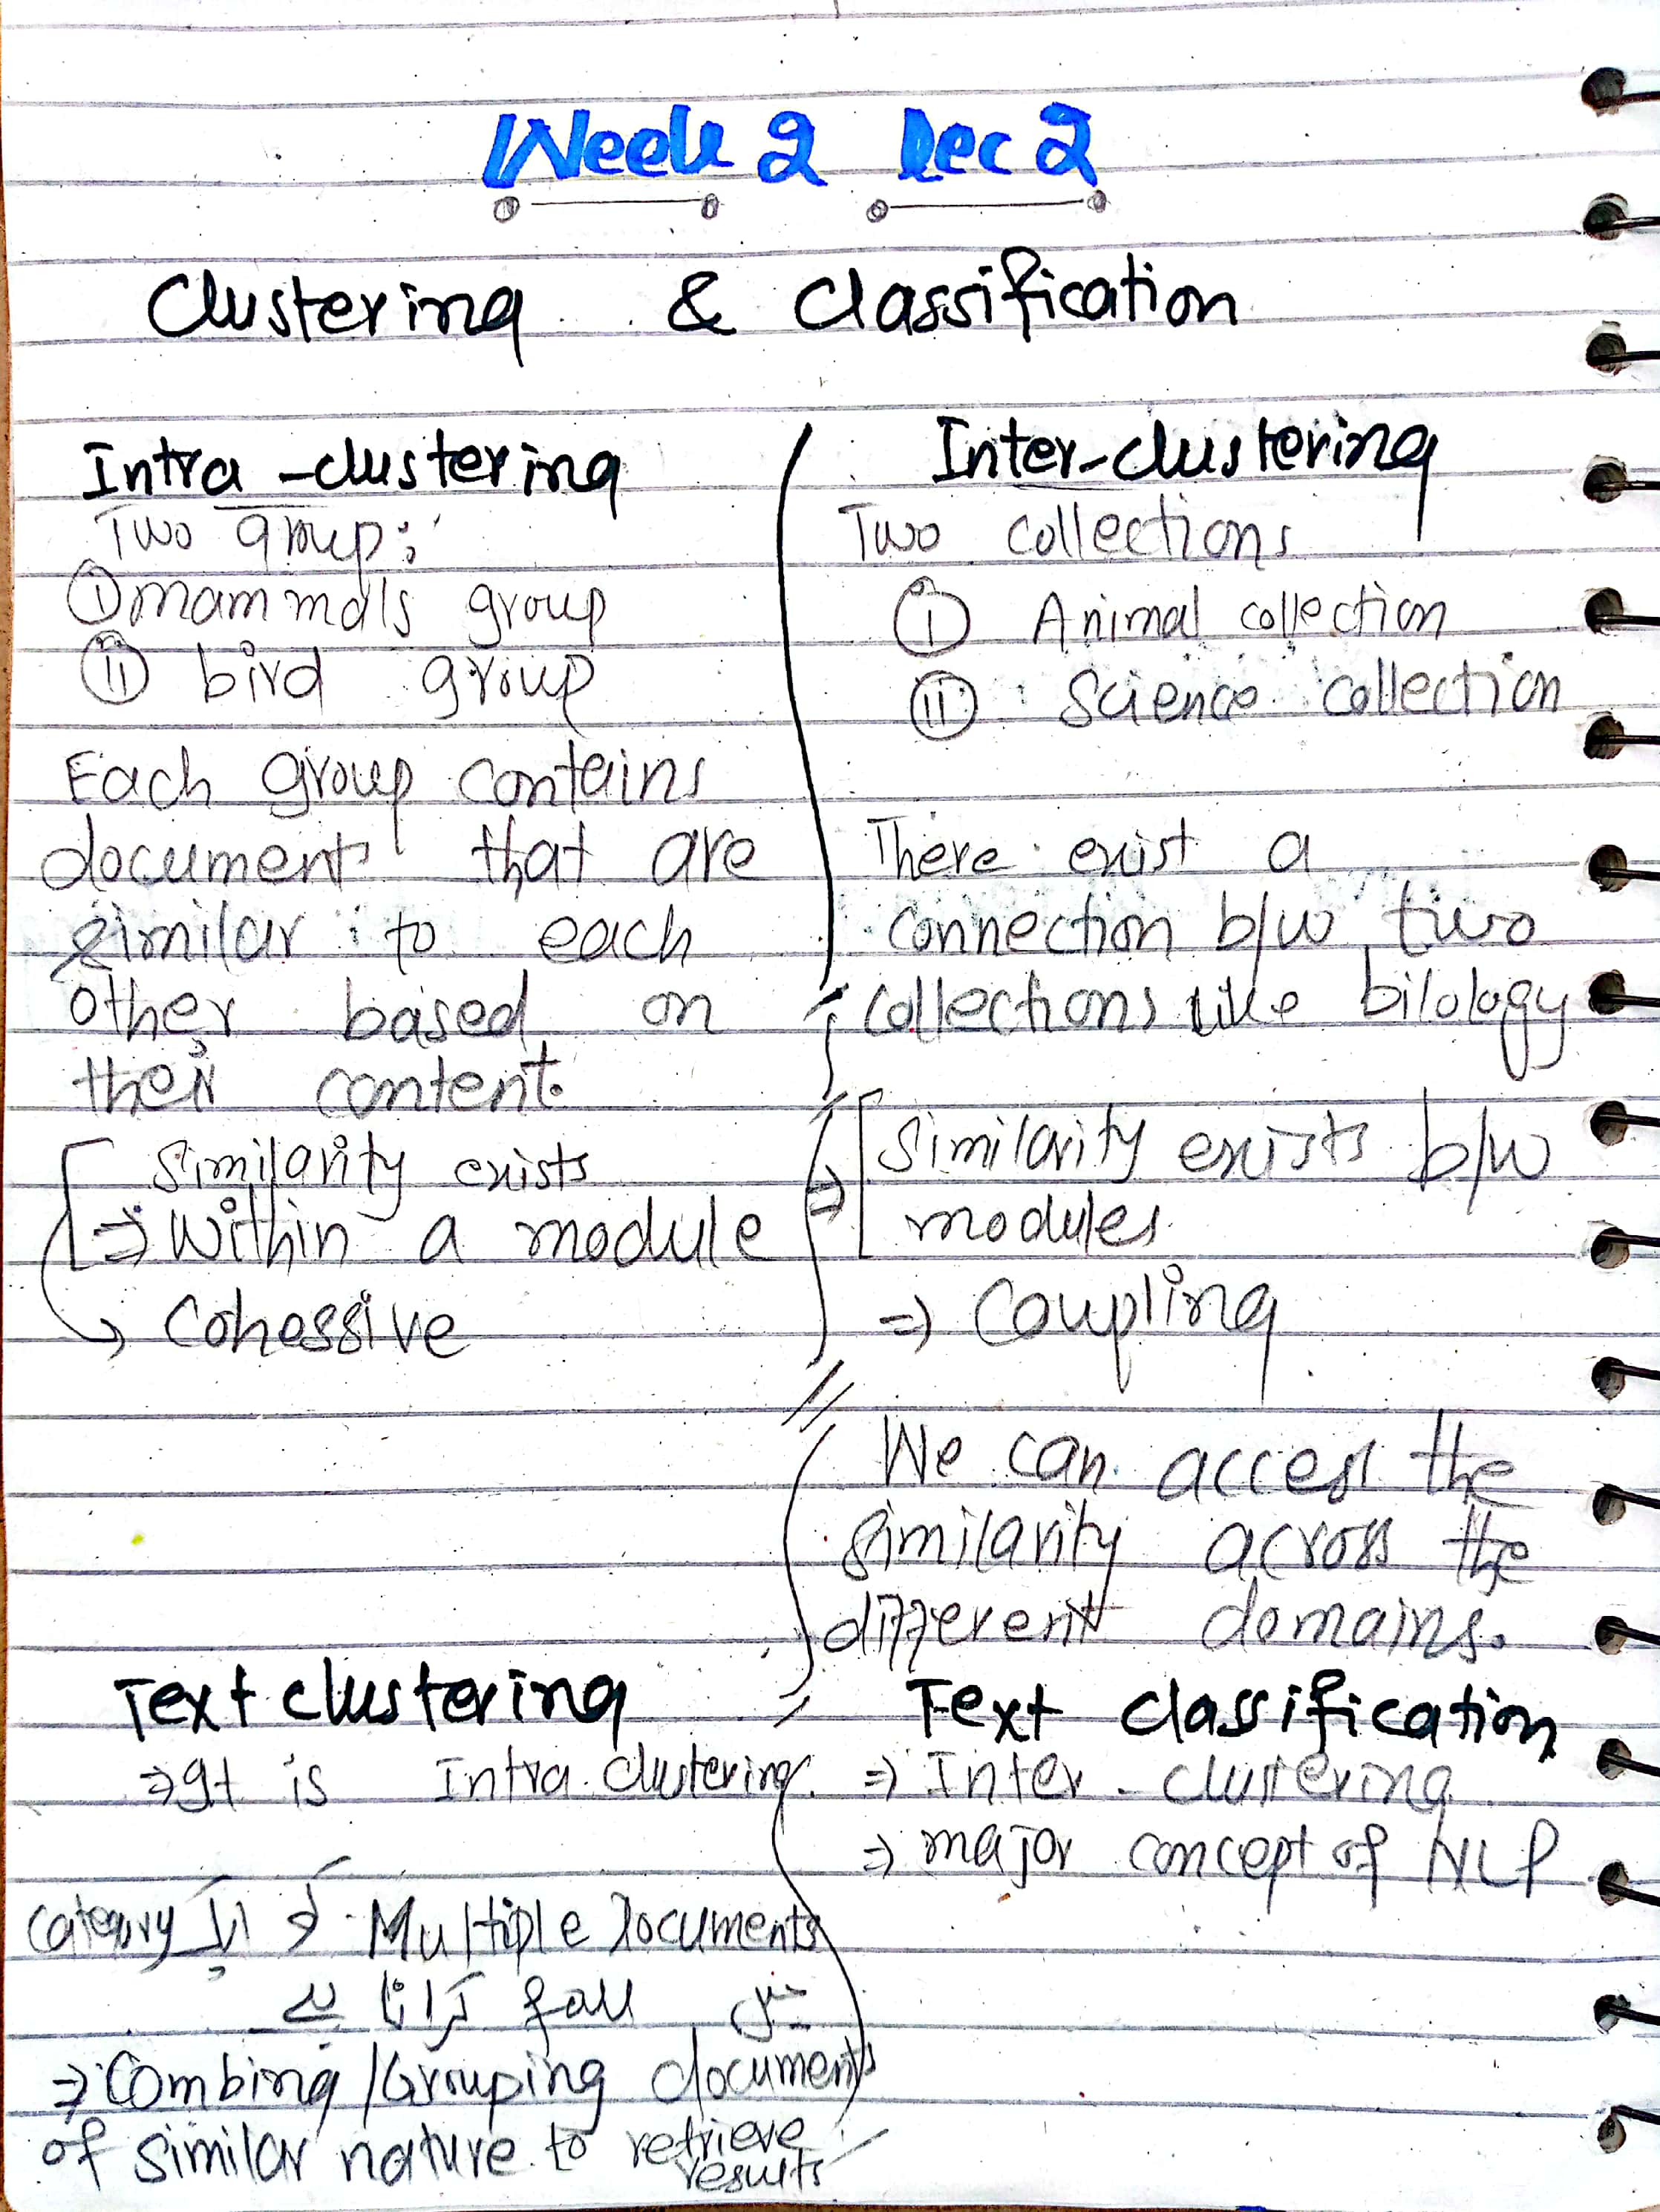 Week 2 Lec 2
Clustering & Classification
Intra-clustering
Two group:
I mammals group
II bird group
Each group contains
documents that are
similar to each
other based on
their content.
Similarity exists
⇒ Within a module
↳ Cohessive
Inter-clustering
Two collections
I Animal collection
II Science collection
There exist a
connection b/w two
collections like bilology
⇒ Similarity exists b/w
modules
⇒ Coupling
We can access the
similarity across the
different domains.
Text clustering
⇒ It is Intra clustering.
category Multiple Documents
fall میں
⇒ Combing / Grouping documents
of similar nature to retrieve
results
Text classification
⇒ Inter-clustering
⇒ major concept of NLP